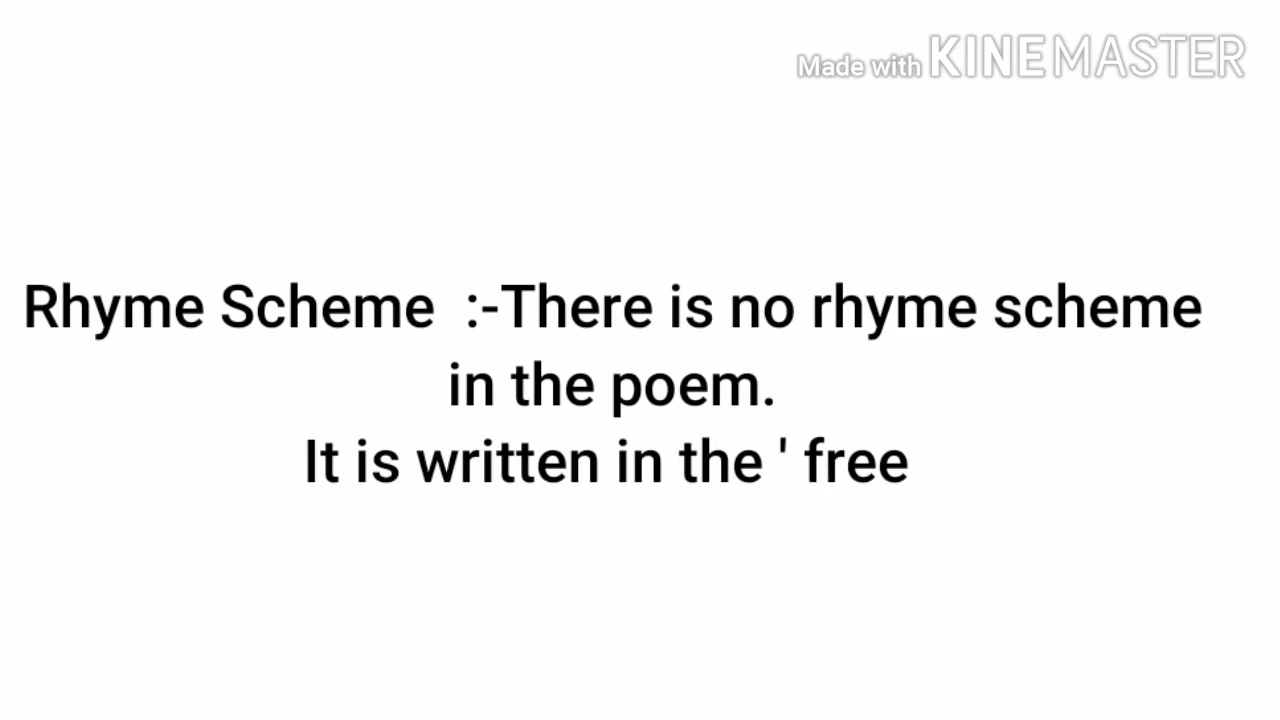 Made with KINEMASTER
Rhyme Scheme  :-There is no rhyme scheme
in the poem.
It is written in the ' free